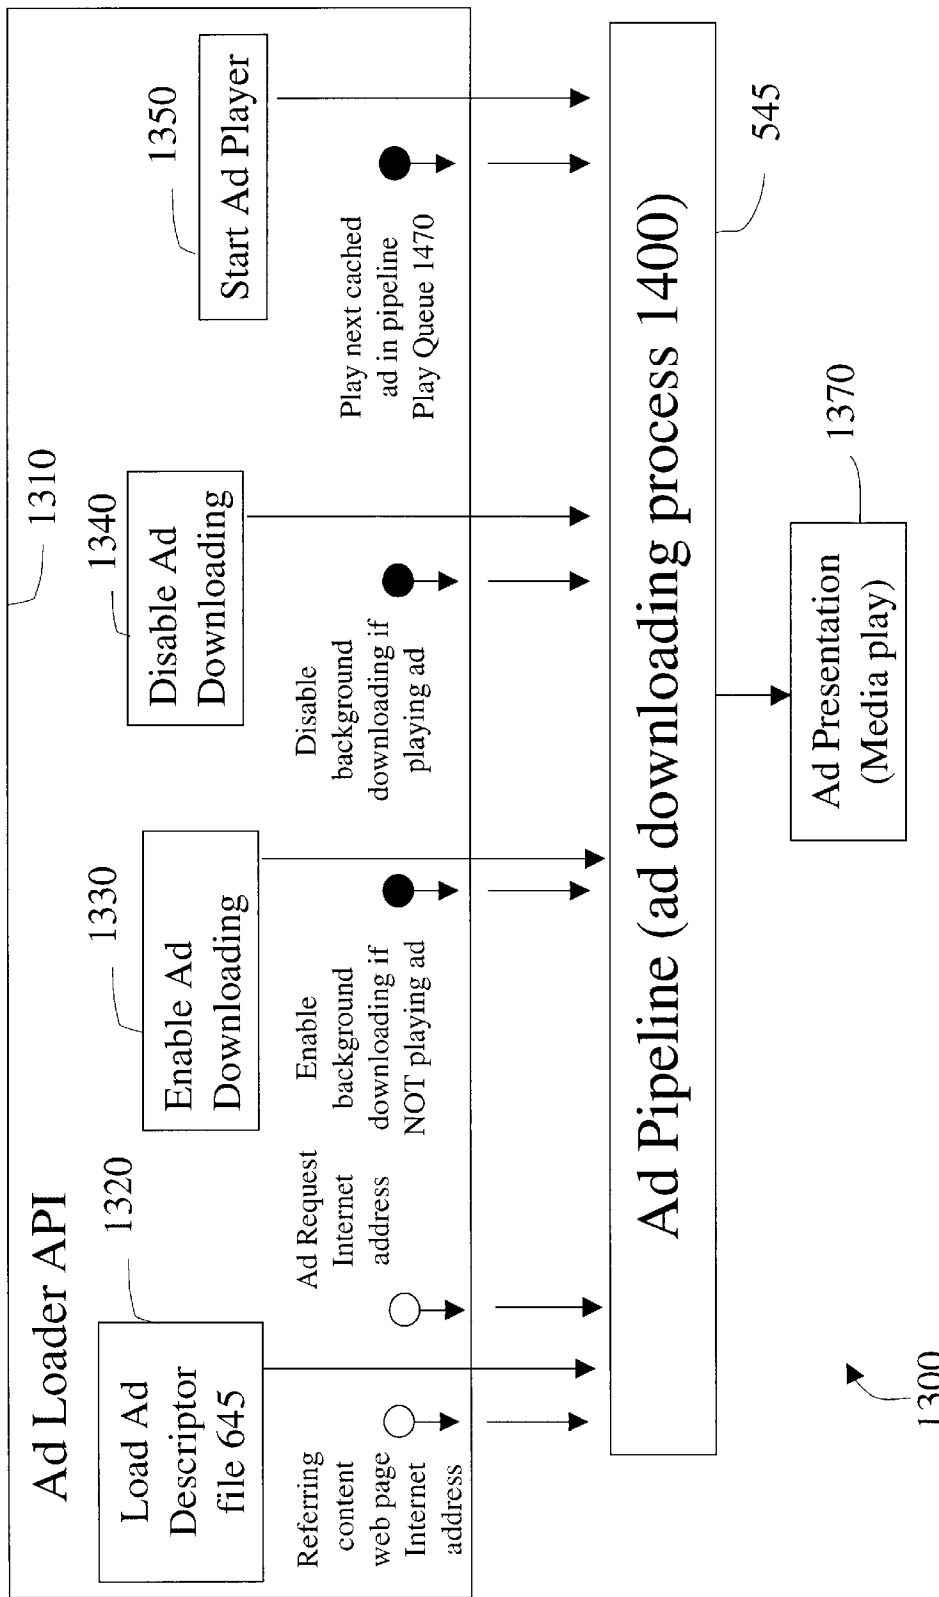 Ad Loader API
1310
1320
Load Ad
Descriptor
file 645
1330
Enable Ad
Downloading
1340
Disable Ad
Downloading
1350
Start Ad Player
Referring
content
web page
Internet
address
Ad Request
Internet
address
Enable
background
downloading if
NOT playing ad
Disable
background
downloading if
playing ad
Play next cached
ad in pipeline
Play Queue 1470
Ad Pipeline (ad downloading process 1400)
545
Ad Presentation
(Media play)
1370
1300